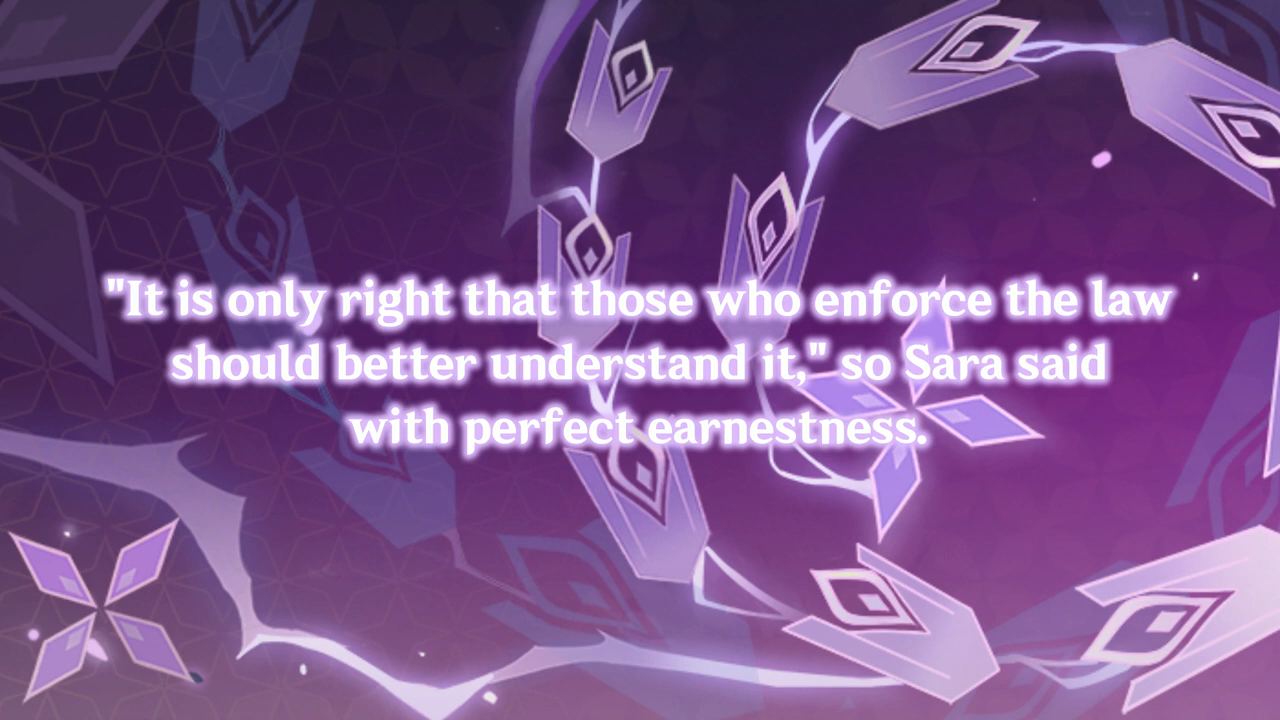 "It is only right that those who enforce the law
should better understand it," so Sara said
with perfect earnestness.